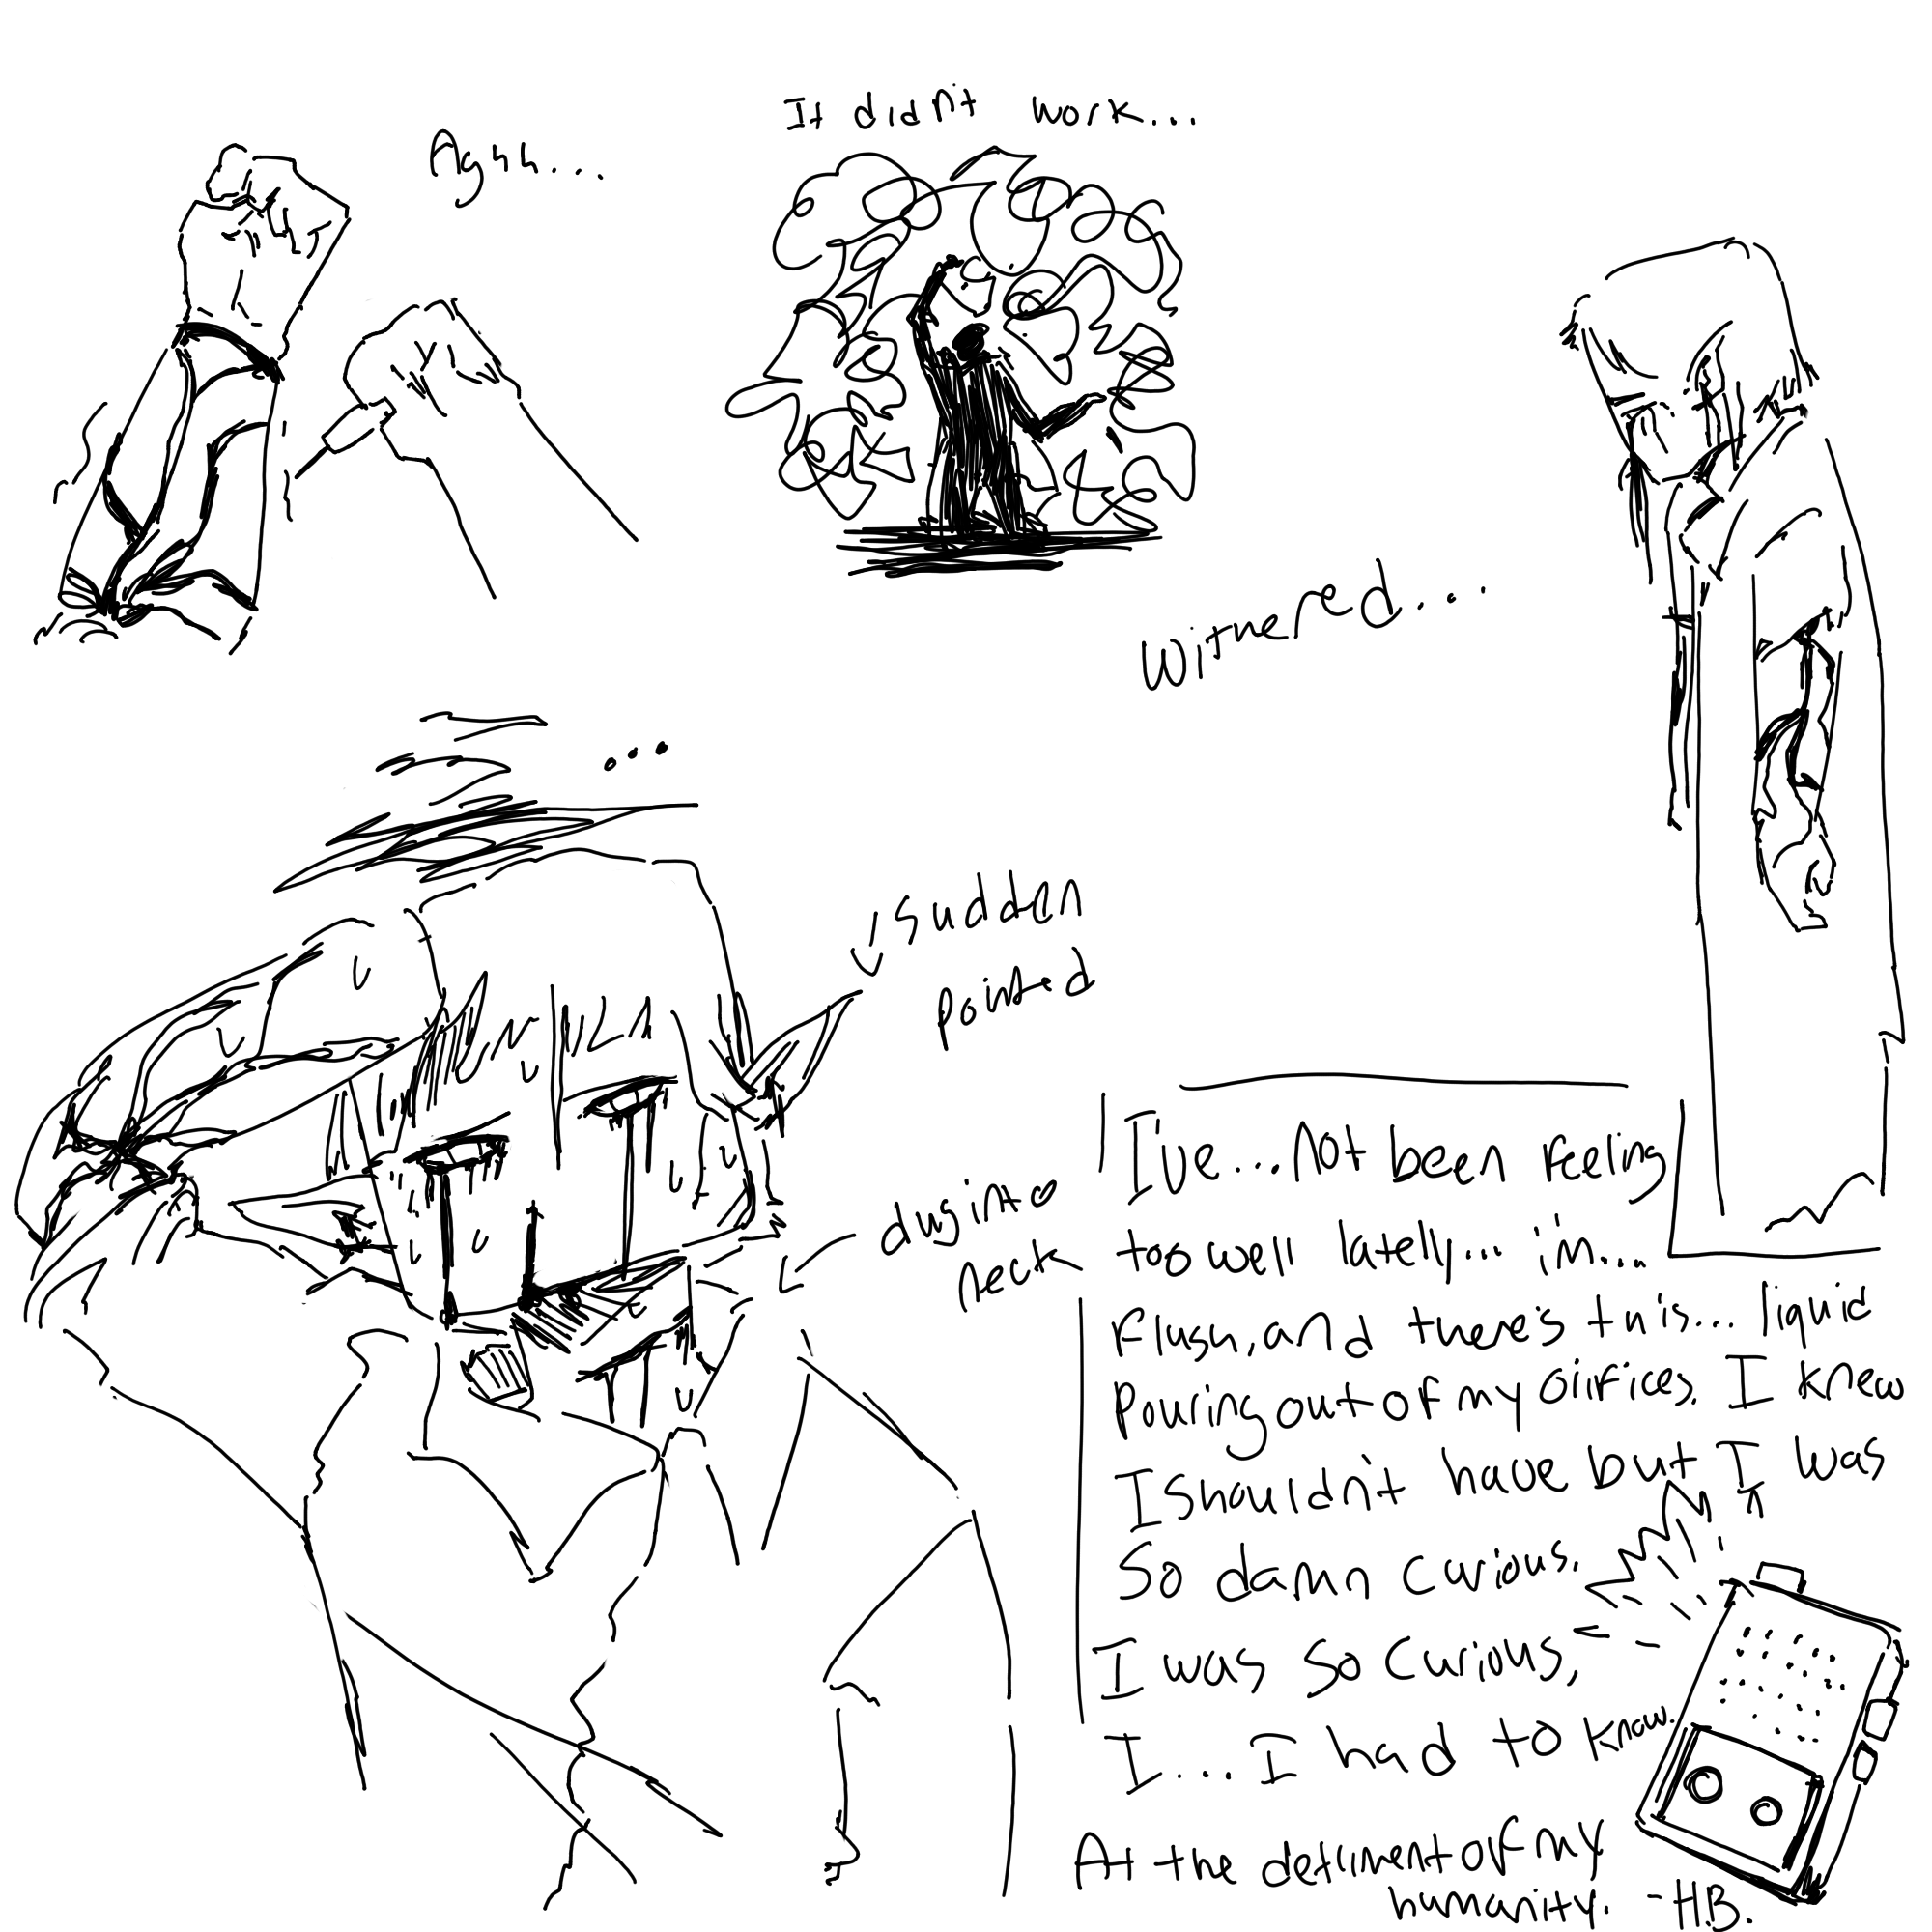 Aghh...
It didn't work...
Withered...
...
sudden
pointed
dug into
neck
I've... not been feeling
too well latelly... i'm...
flush, and there's this... liquid
pouring out of my oirifices. I knew
I shouldn't have but I was
so damn curious.
I was so curious,
I... I had to know.
At the detriment of my
humanity. -H.B.